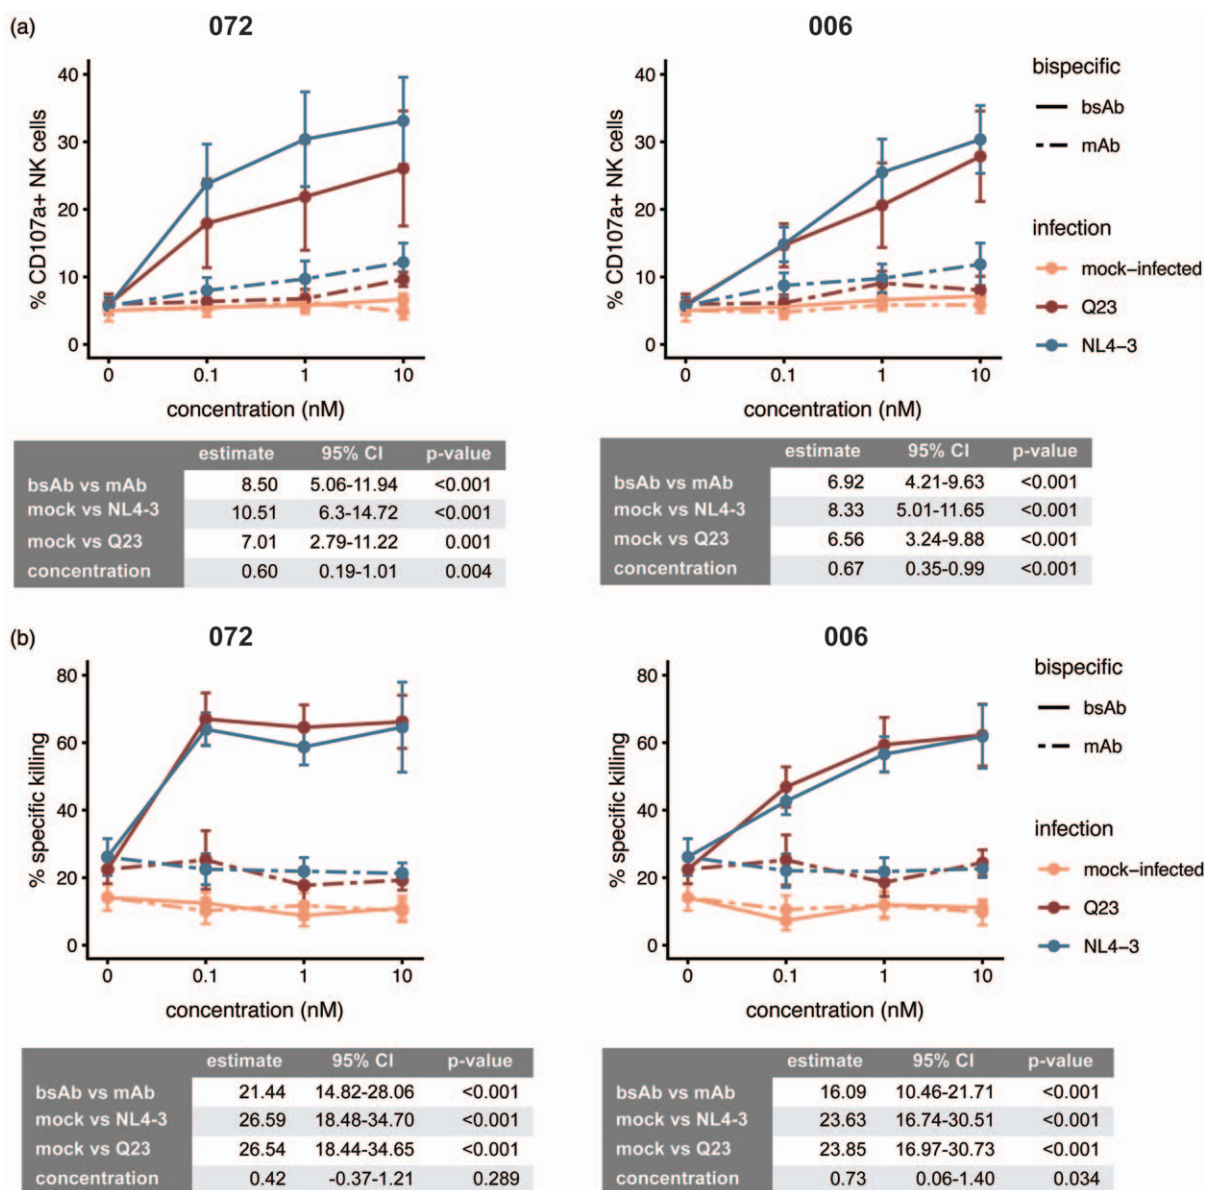 (a)
072
006
% CD107a+ NK cells
40
30
20
10
0
0 0.1 1 10
concentration (nM)
% CD107a+ NK cells
40
30
20
10
0
0 0.1 1 10
concentration (nM)
bispecific
bsAb
mAb
infection
mock-infected
Q23
NL4-3
estimate 95% CI p-value
bsAb vs mAb 8.50 5.06-11.94 <0.001
mock vs NL4-3 10.51 6.3-14.72 <0.001
mock vs Q23 7.01 2.79-11.22 0.001
concentration 0.60 0.19-1.01 0.004
estimate 95% CI p-value
bsAb vs mAb 6.92 4.21-9.63 <0.001
mock vs NL4-3 8.33 5.01-11.65 <0.001
mock vs Q23 6.56 3.24-9.88 <0.001
concentration 0.67 0.35-0.99 <0.001
(b)
072
006
% specific killing
80
60
40
20
0
0 0.1 1 10
concentration (nM)
% specific killing
80
60
40
20
0
0 0.1 1 10
concentration (nM)
bispecific
bsAb
mAb
infection
mock-infected
Q23
NL4-3
estimate 95% CI p-value
bsAb vs mAb 21.44 14.82-28.06 <0.001
mock vs NL4-3 26.59 18.48-34.70 <0.001
mock vs Q23 26.54 18.44-34.65 <0.001
concentration 0.42 -0.37-1.21 0.289
estimate 95% CI p-value
bsAb vs mAb 16.09 10.46-21.71 <0.001
mock vs NL4-3 23.63 16.74-30.51 <0.001
mock vs Q23 23.85 16.97-30.73 <0.001
concentration 0.73 0.06-1.40 0.034